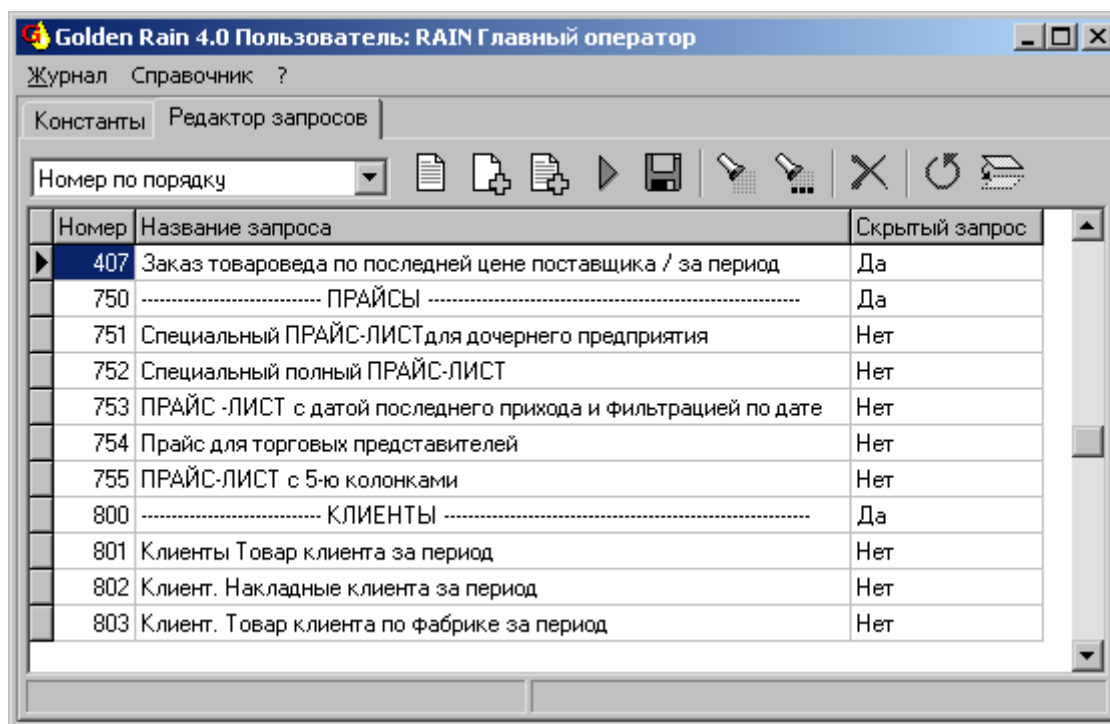 Golden Rain 4.0 Пользователь: RAIN Главный оператор
Журнал Справочник ?
Константы Редактор запросов
Номер по порядку
Номер Название запроса Скрытый запрос
407 Заказ товароведа по последней цене поставщика / за период Да
750 ------------------------------ ПРАЙСЫ -------------------------------------------------------------- Да
751 Специальный ПРАЙС-ЛИСТдля дочернего предприятия Нет
752 Специальный полный ПРАЙС-ЛИСТ Нет
753 ПРАЙС -ЛИСТ с датой последнего прихода и фильтрацией по дате Нет
754 Прайс для торговых представителей Нет
755 ПРАЙС-ЛИСТ с 5-ю колонками Нет
800 ------------------------------ КЛИЕНТЫ ------------------------------------------------------------- Да
801 Клиенты Товар клиента за период Нет
802 Клиент. Накладные клиента за период Нет
803 Клиент. Товар клиента по фабрике за период Нет